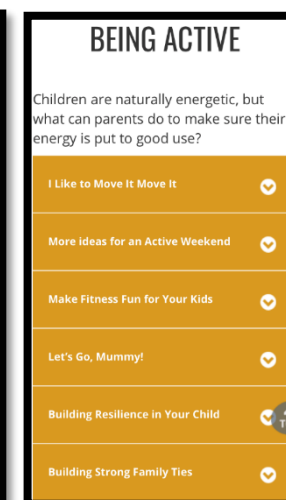 BEING ACTIVE
Children are naturally energetic, but
what can parents do to make sure their
energy is put to good use?
I Like to Move It Move It
More ideas for an Active Weekend
Make Fitness Fun for Your Kids
Let's Go, Mummy!
Building Resilience in Your Child
Building Strong Family Ties